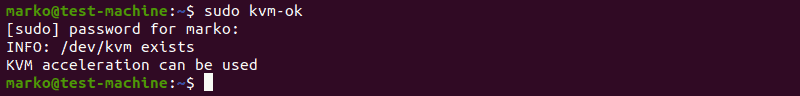 marko@test-machine:~$ sudo kvm-ok
[sudo] password for marko:
INFO: /dev/kvm exists
KVM acceleration can be used
marko@test-machine:~$